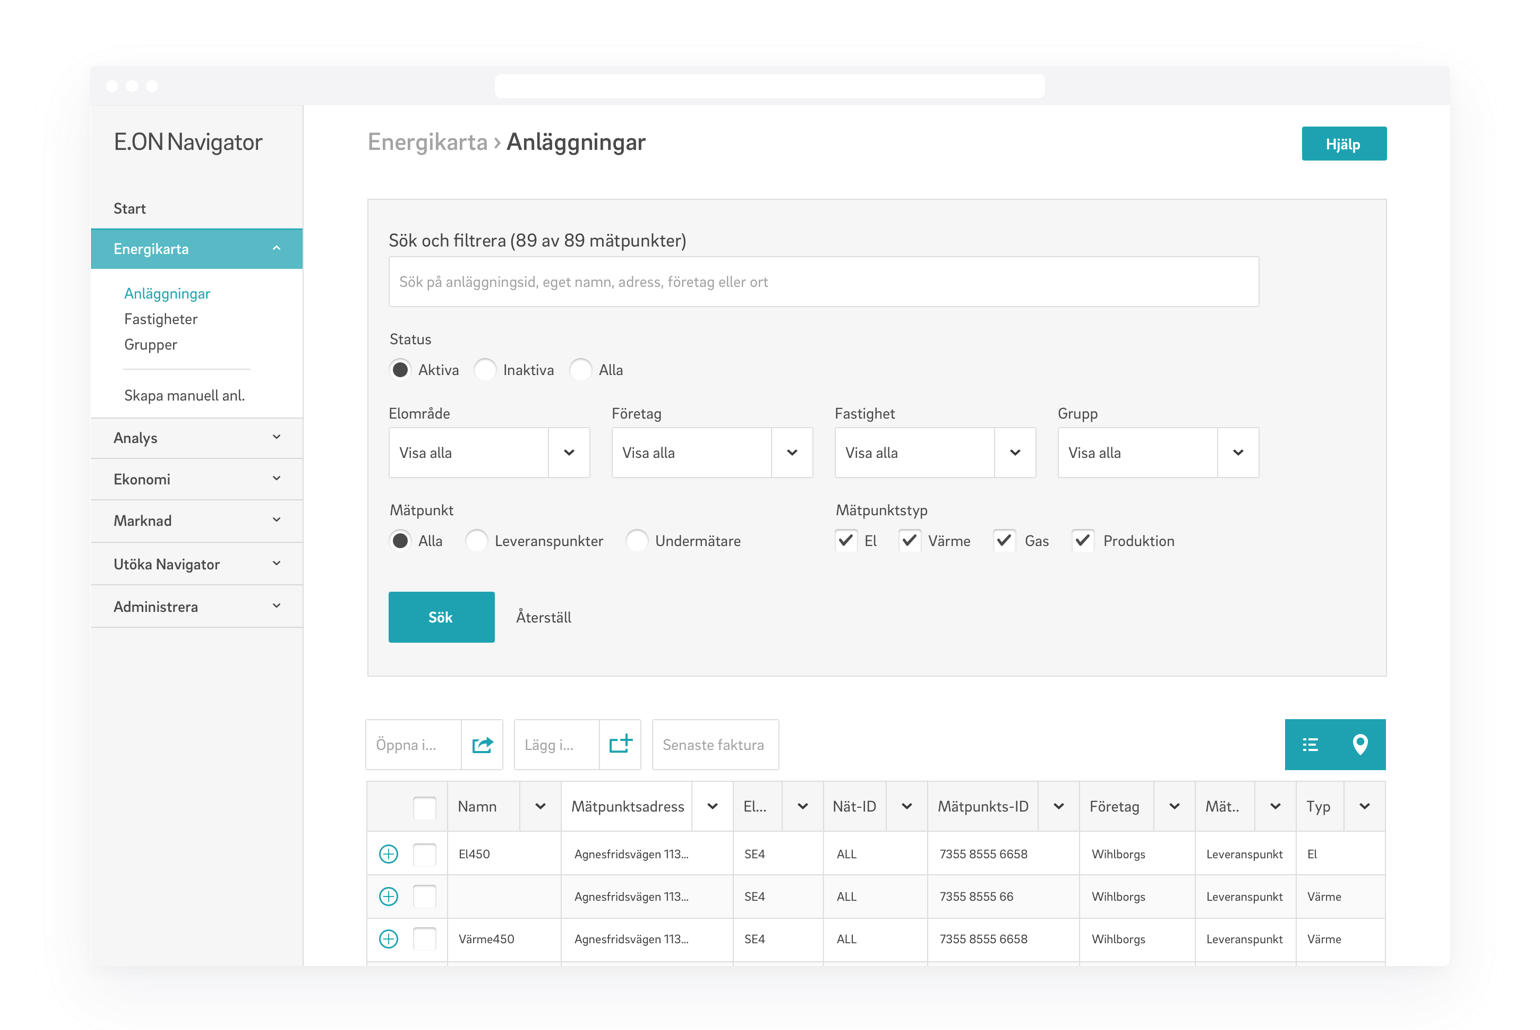 E.ON Navigator
Energikarta › Anläggningar
Hjälp
Start
Energikarta
Anläggningar
Fastigheter
Grupper
Skapa manuell anl.
Analys
Ekonomi
Marknad
Utöka Navigator
Administrera
Sök och filtrera (89 av 89 mätpunkter)
Sök på anläggningsid, eget namn, adress, företag eller ort
Status
Aktiva Inaktiva Alla
Elområde Företag Fastighet Grupp
Visa alla Visa alla Visa alla Visa alla
Mätpunkt Mätpunktstyp
Alla Leveranspunkter Undermätare El Värme Gas Produktion
Sök Återställ
Öppna i... Lägg i... Senaste faktura
Namn Mätpunktsadress El... Nät-ID Mätpunkts-ID Företag Mät.. Typ
El450 Agnesfridsvägen 113... SE4 ALL 7355 8555 6658 Wihlborgs Leveranspunkt El
Agnesfridsvägen 113... SE4 ALL 7355 8555 66 Wihlborgs Leveranspunkt Värme
Värme450 Agnesfridsvägen 113... SE4 ALL 7355 8555 6658 Wihlborgs Leveranspunkt Värme